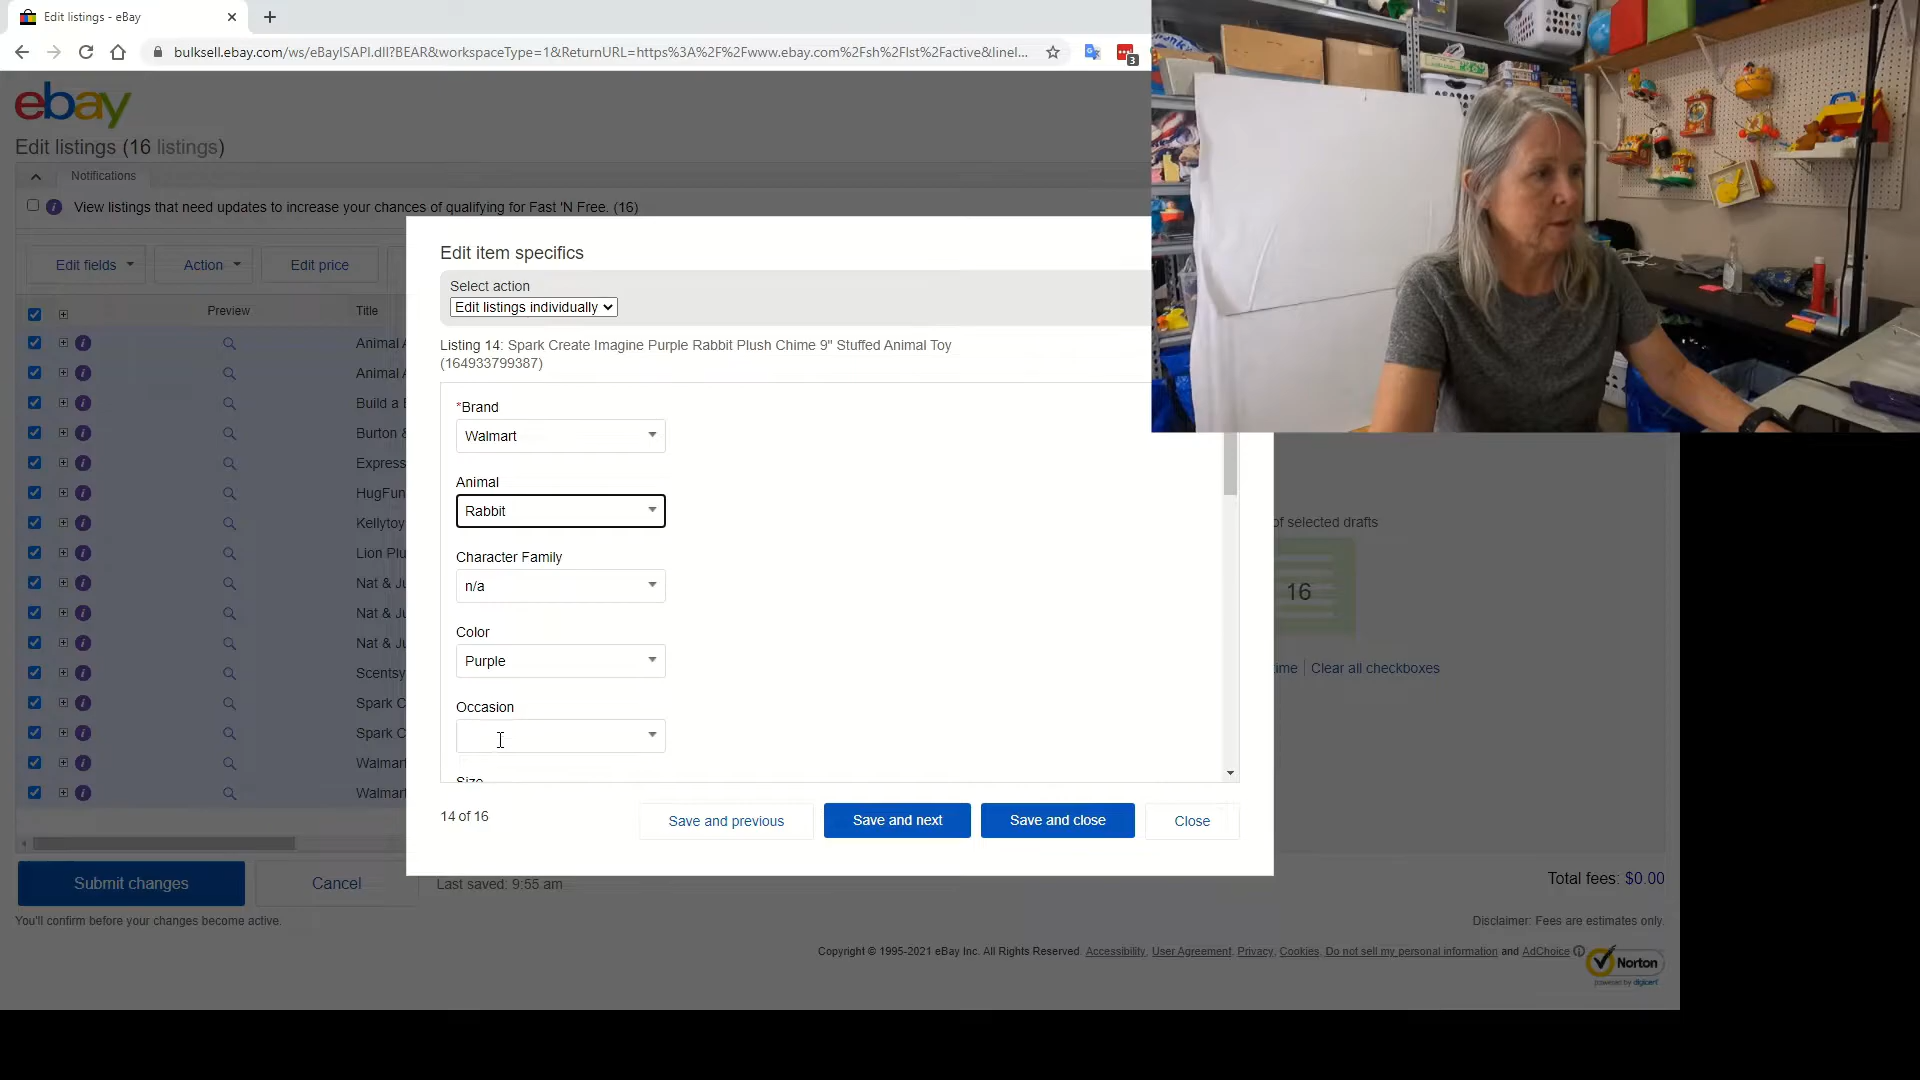 Edit listings - eBay
bulksell.ebay.com/ws/eBayISAPI.dll?BEAR&workspaceType=1&ReturnURL=https%3A%2F%2Fwww.ebay.com%2Fsh%2Flst%2Factive&lineI...
3
ebay
Edit listings (16 listings)
Notifications
View listings that need updates to increase your chances of qualifying for Fast 'N Free. (16)
Edit fields
Action
Edit price
Preview
Title
Animal A
Animal A
Build a B
Burton &
Express
HugFun
Kellytoy
Lion Plu
Nat & Ju
Nat & Ju
Nat & Ju
Scentsy
Spark C
Spark C
Walmar
Walmar
Edit item specifics
Select action
Edit listings individually
Listing 14: Spark Create Imagine Purple Rabbit Plush Chime 9" Stuffed Animal Toy
(164933799387)
*Brand
Walmart
Animal
Rabbit
Character Family
n/a
Color
Purple
Occasion
Size
14 of 16
Save and previous
Save and next
Save and close
Close
of selected drafts
16
time | Clear all checkboxes
Submit changes
Cancel
Last saved: 9:55 am
Total fees: $0.00
You'll confirm before your changes become active.
Disclaimer: Fees are estimates only.
Copyright © 1995-2021 eBay Inc. All Rights Reserved. Accessibility, User Agreement, Privacy, Cookies, Do not sell my personal information and AdChoice
Norton
powered by digicert